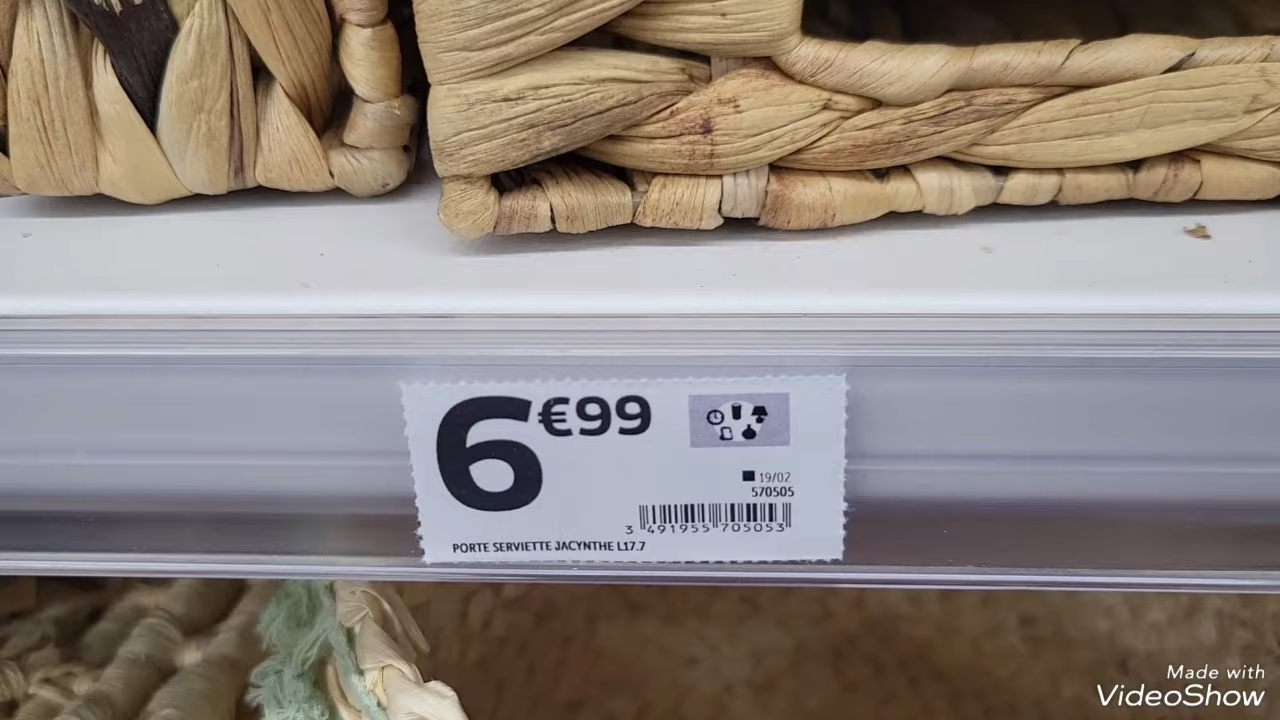 6€99
19/02
570505
3 491955 705053
PORTE SERVIETTE JACYNTHE L17.7
Made with
VideoShow